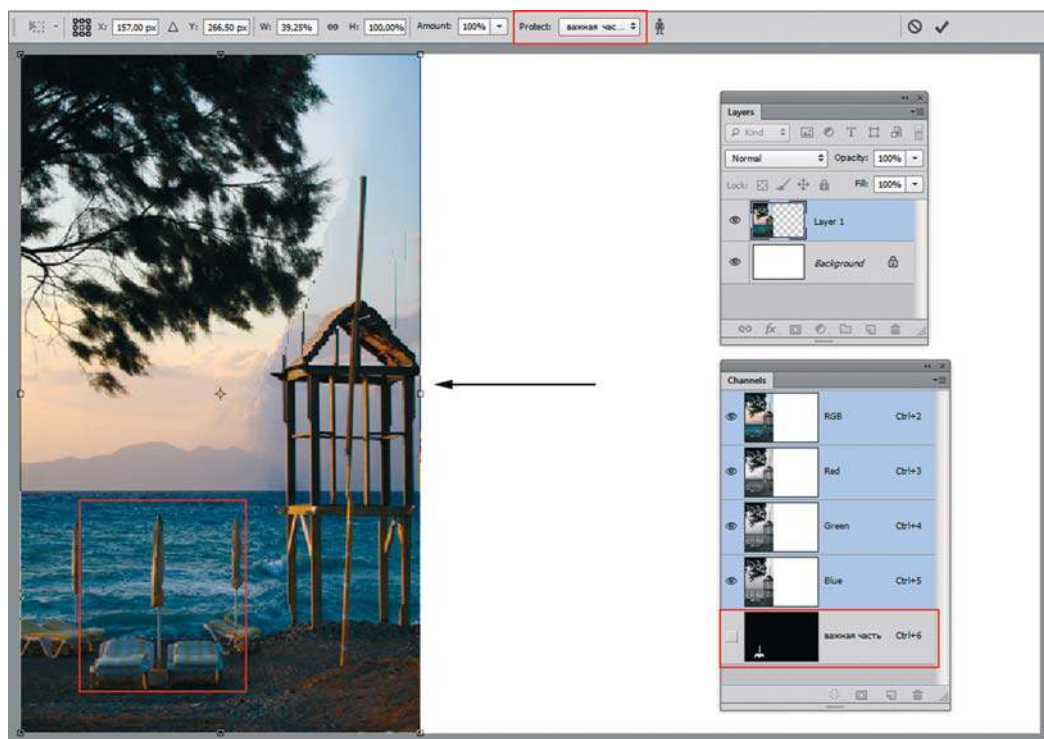 X: 157,00 px Y: 266,50 px W: 39,25% H: 100,00% Amount: 100% Protect: важная час...
Layers
Kind
Normal Opacity: 100%
Lock: Fill: 100%
Layer 1
Background
Channels
RGB Ctrl+2
Red Ctrl+3
Green Ctrl+4
Blue Ctrl+5
важная часть Ctrl+6